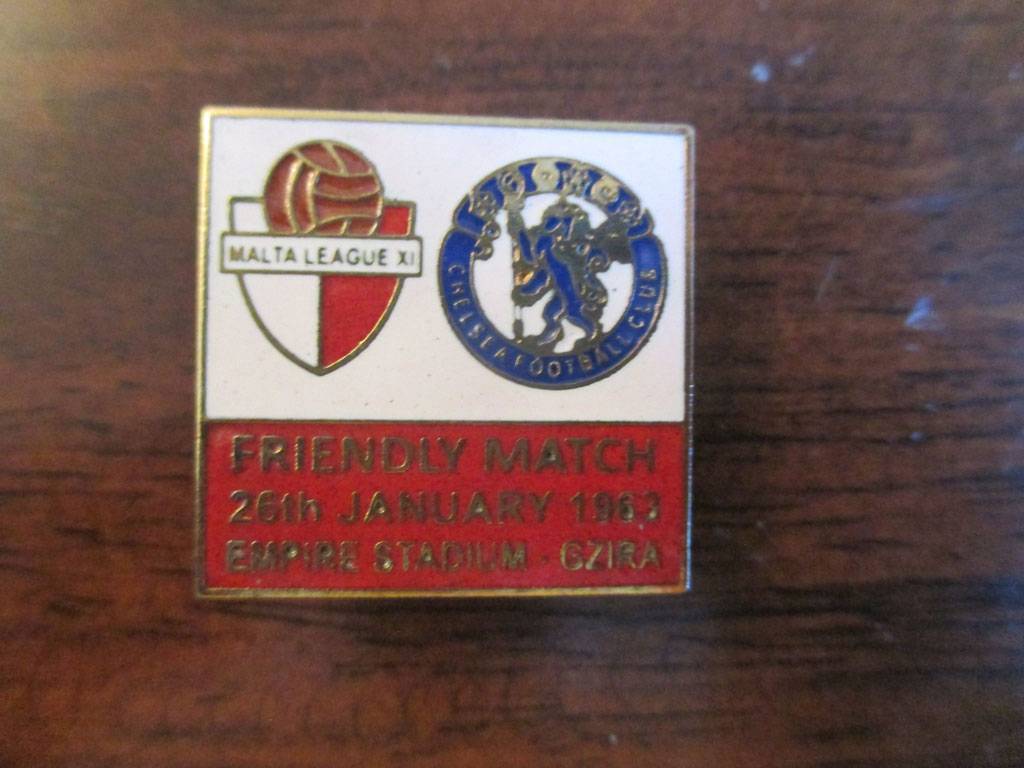 MALTA LEAGUE XI
CHELSEA FOOTBALL CLUB
FRIENDLY MATCH
26th JANUARY 1963
EMPIRE STADIUM - GZIRA